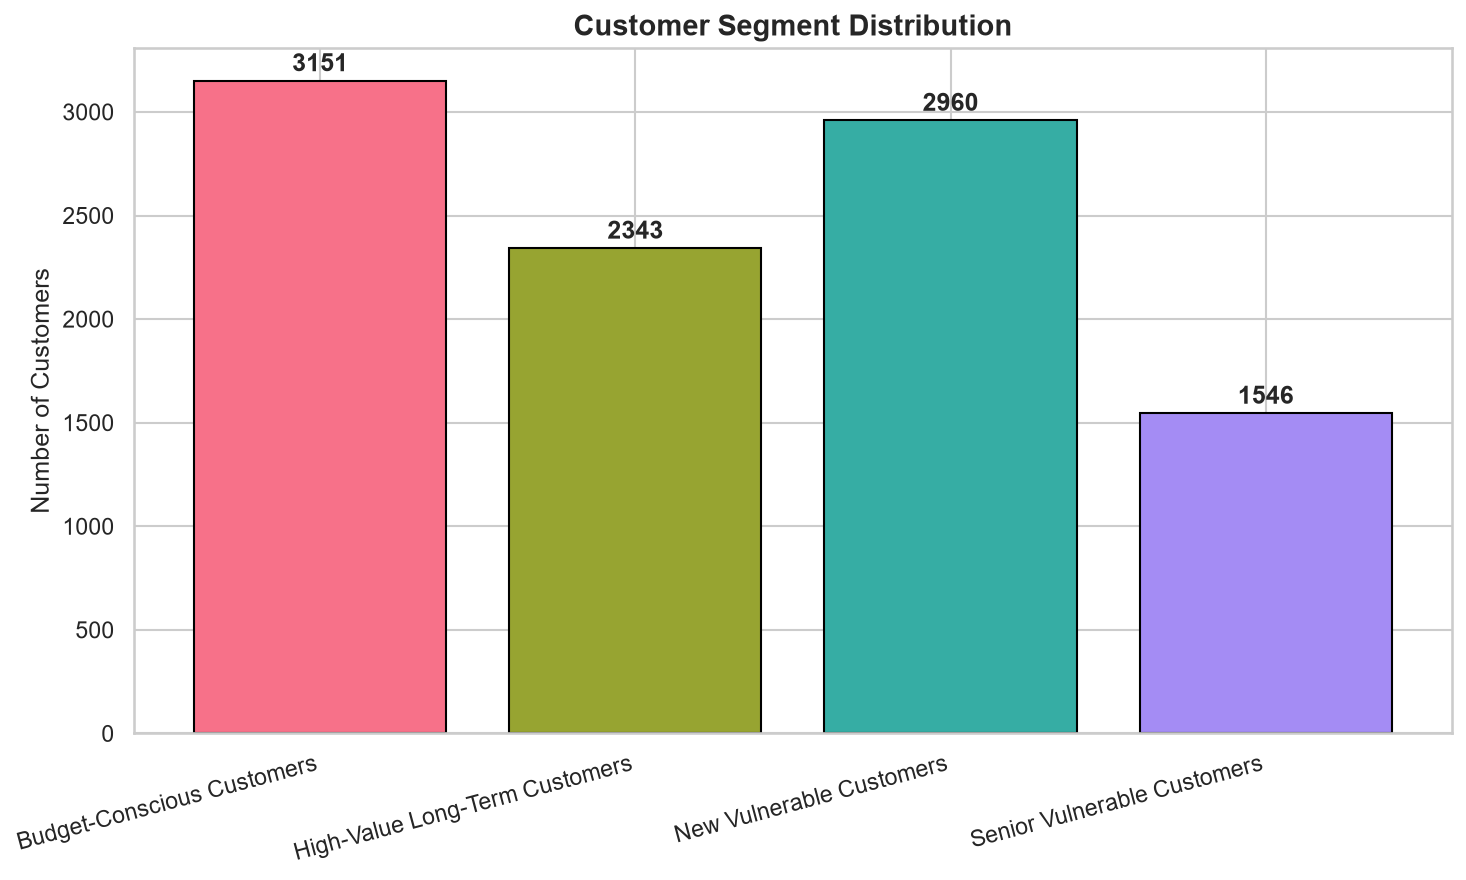 Customer Segment Distribution
Number of Customers
3000
2500
2000
1500
1000
500
0
3151
2343
2960
1546
Budget-Conscious Customers
High-Value Long-Term Customers
New Vulnerable Customers
Senior Vulnerable Customers